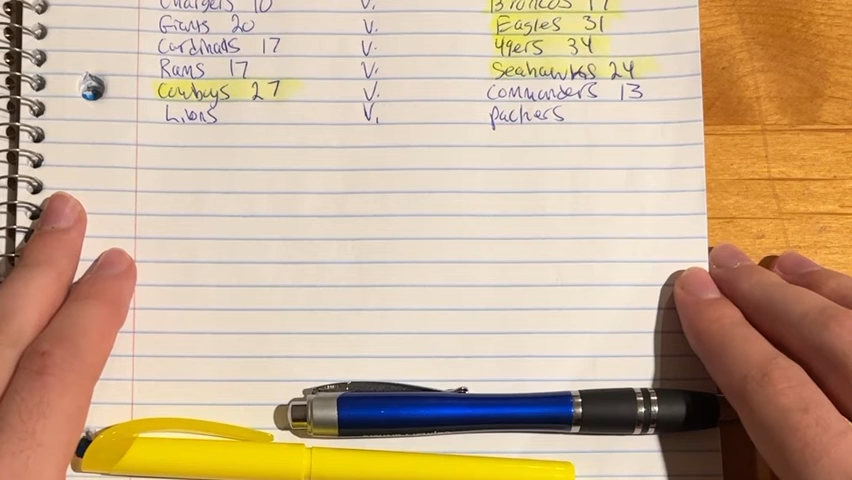 Chargers 10 V. Broncos 17
Giants 20 V. Eagles 31
Cardinals 17 V. 49ers 34
Rams 17 V. Seahawks 24
Cowboys 27 V. Commanders 13
Lions V. packers